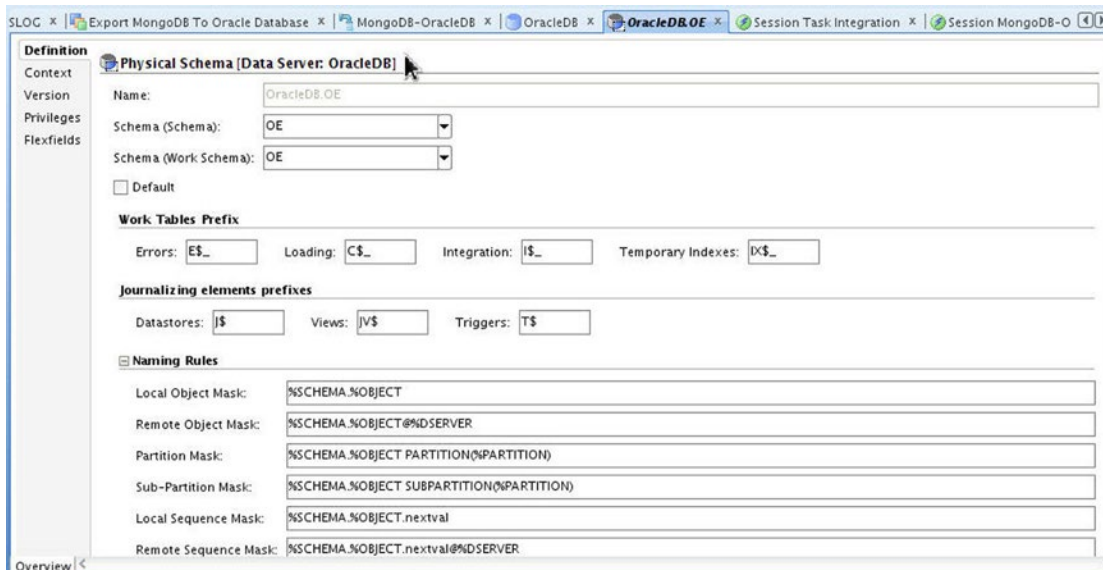 SLOG x Export MongoDB To Oracle Database x MongoDB-OracleDB x OracleDB x OracleDB.OE x Session Task Integration x Session MongoDB-O
Definition
Context
Version
Privileges
Flexfields
Physical Schema [Data Server: OracleDB]
Name: OracleDB.OE
Schema (Schema): OE
Schema (Work Schema): OE
Default
Work Tables Prefix
Errors: E$_ Loading: C$_ Integration: I$_ Temporary Indexes: IX$_
Journalizing elements prefixes
Datastores: J$ Views: JV$ Triggers: T$
Naming Rules
Local Object Mask: %SCHEMA.%OBJECT
Remote Object Mask: %SCHEMA.%OBJECT@%DSERVER
Partition Mask: %SCHEMA.%OBJECT PARTITION(%PARTITION)
Sub-Partition Mask: %SCHEMA.%OBJECT SUBPARTITION(%PARTITION)
Local Sequence Mask: %SCHEMA.%OBJECT.nextval
Remote Sequence Mask: %SCHEMA.%OBJECT.nextval@%DSERVER
Overview